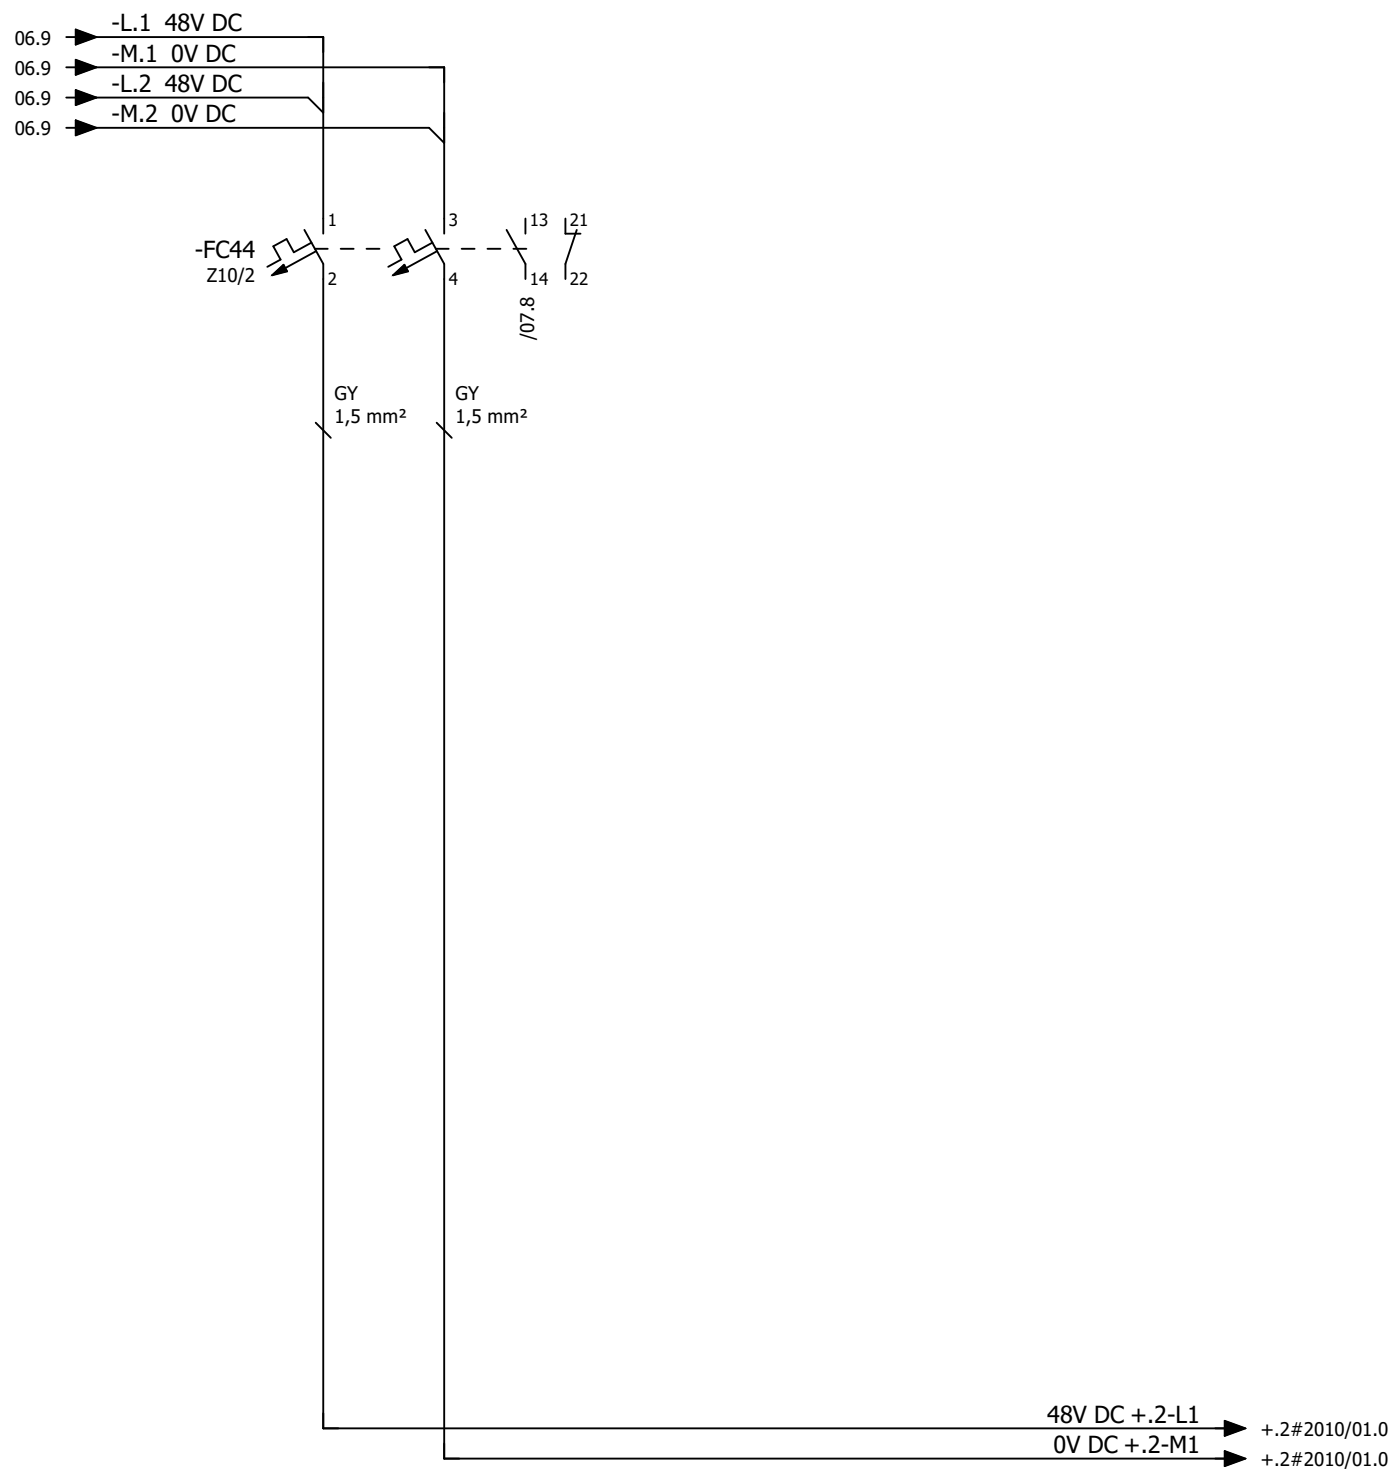 06.9 -L.1 48V DC
06.9 -M.1 0V DC
06.9 -L.2 48V DC
06.9 -M.2 0V DC
1 3 13 21
-FC44
Z10/2
2 4 14 22
/07.8
GY GY
1,5 mm² 1,5 mm²
48V DC +.2-L1 +.2#2010/01.0
0V DC +.2-M1 +.2#2010/01.0